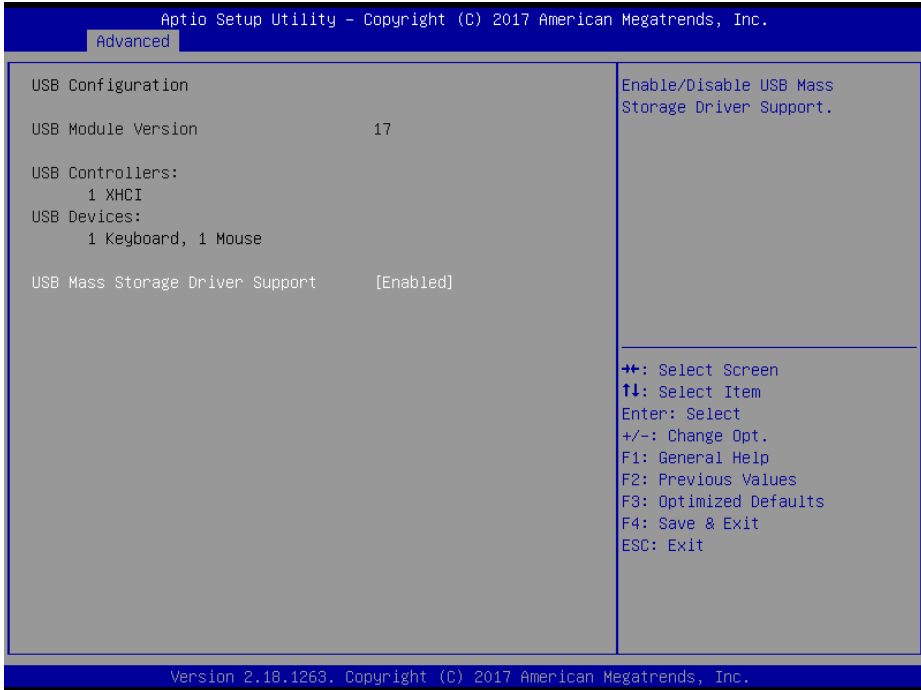 Aptio Setup Utility – Copyright (C) 2017 American Megatrends, Inc.
Advanced
USB Configuration
USB Module Version 17
USB Controllers:
1 XHCI
USB Devices:
1 Keyboard, 1 Mouse
USB Mass Storage Driver Support [Enabled]
Enable/Disable USB Mass
Storage Driver Support.
→←: Select Screen
↑↓: Select Item
Enter: Select
+/-: Change Opt.
F1: General Help
F2: Previous Values
F3: Optimized Defaults
F4: Save & Exit
ESC: Exit
Version 2.18.1263. Copyright (C) 2017 American Megatrends, Inc.